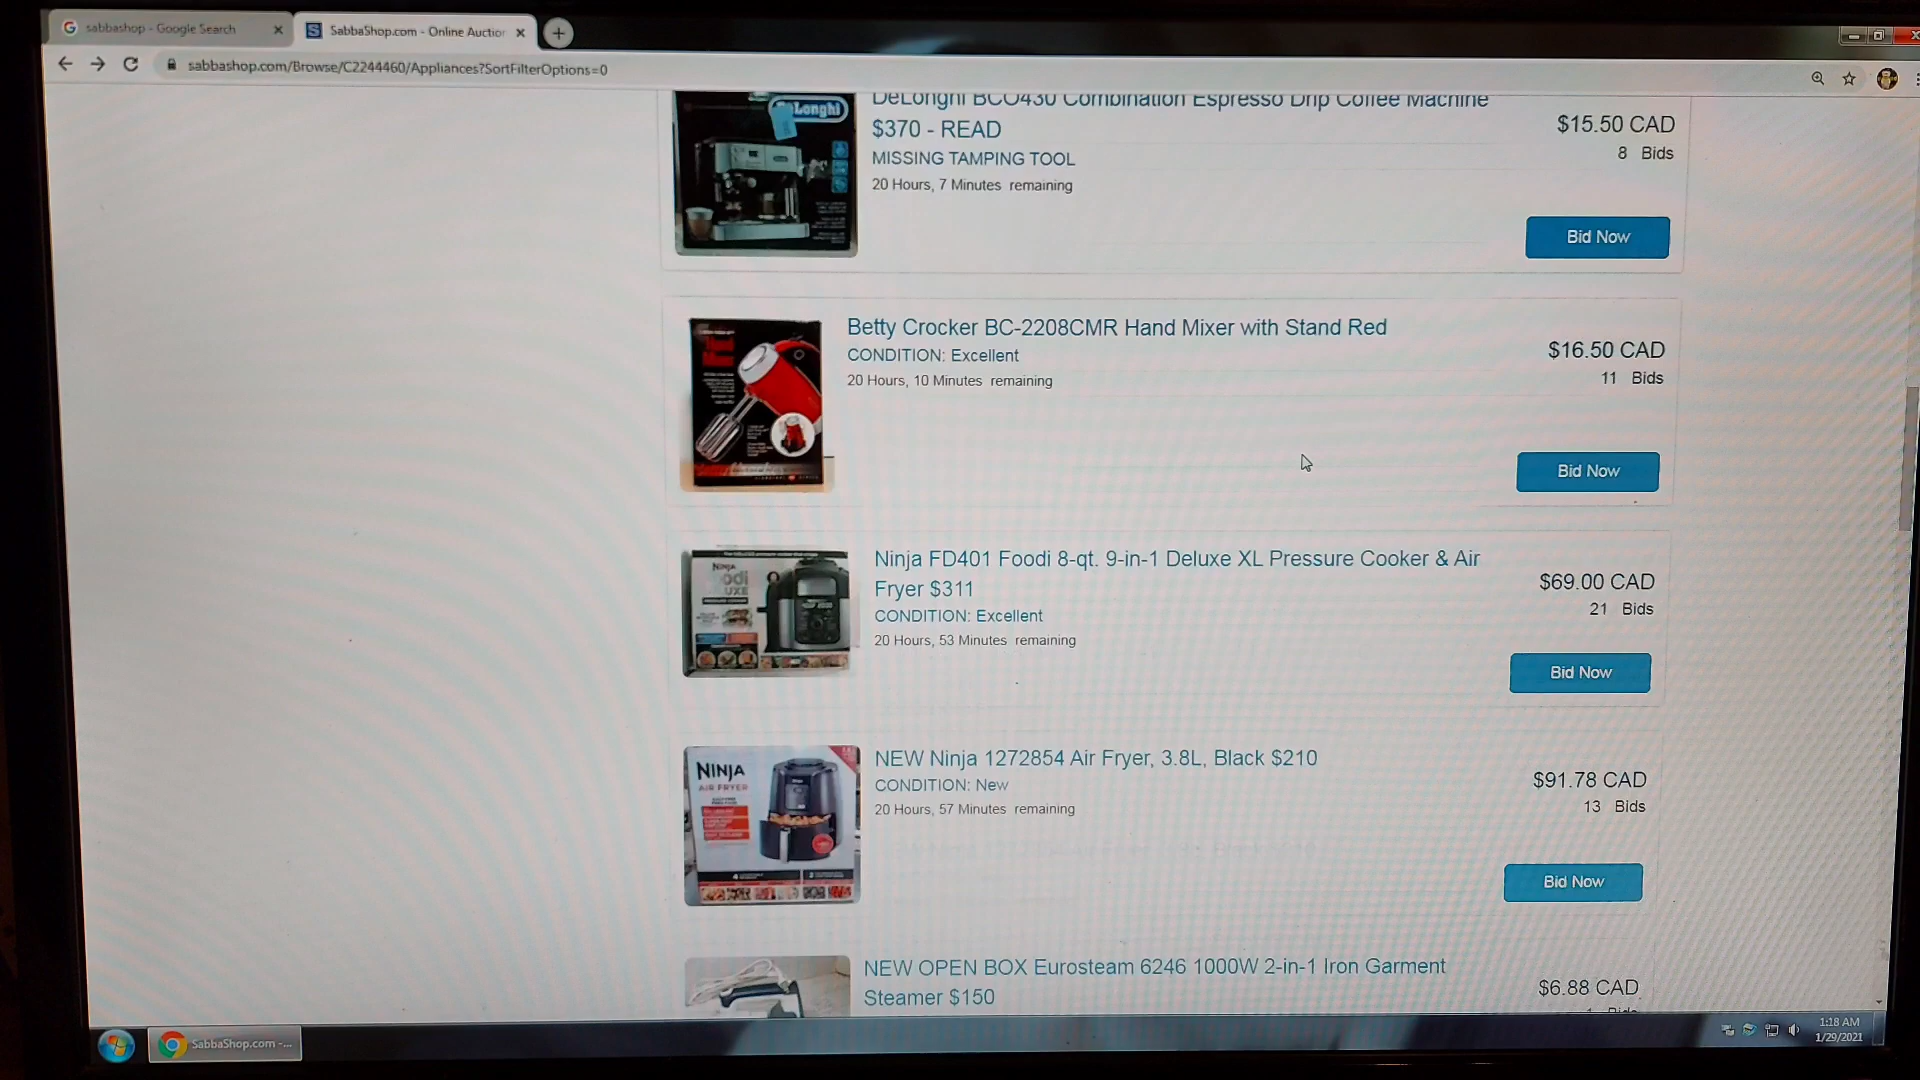 sabbashop - Google Search
SabbaShop.com - Online Auction
sabbashop.com/Browse/C2244460/Appliances?SortFilterOptions=0
DeLonghi BCO430 Combination Espresso Drip Coffee Machine
$370 - READ
MISSING TAMPING TOOL
20 Hours, 7 Minutes remaining
$15.50 CAD
8 Bids
Bid Now
Betty Crocker BC-2208CMR Hand Mixer with Stand Red
CONDITION: Excellent
20 Hours, 10 Minutes remaining
$16.50 CAD
11 Bids
Bid Now
Ninja FD401 Foodi 8-qt. 9-in-1 Deluxe XL Pressure Cooker & Air
Fryer $311
CONDITION: Excellent
20 Hours, 53 Minutes remaining
$69.00 CAD
21 Bids
Bid Now
NINJA
AIR FRYER
NEW Ninja 1272854 Air Fryer, 3.8L, Black $210
CONDITION: New
20 Hours, 57 Minutes remaining
$91.78 CAD
13 Bids
Bid Now
NEW OPEN BOX Eurosteam 6246 1000W 2-in-1 Iron Garment
Steamer $150
$6.88 CAD
1 Bids
SabbaShop.com -...
1:18 AM
1/29/2021